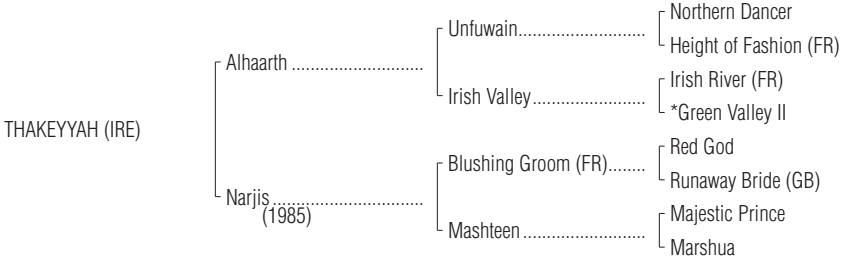 Northern Dancer
Unfuwain...........................
Height of Fashion (FR)
Alhaarth ............................
Irish River (FR)
Irish Valley........................
*Green Valley II
THAKEYYAH (IRE)
Red God
Blushing Groom (FR)........
Runaway Bride (GB)
Narjis ................................
(1985)
Majestic Prince
Mashteen ..........................
Marshua